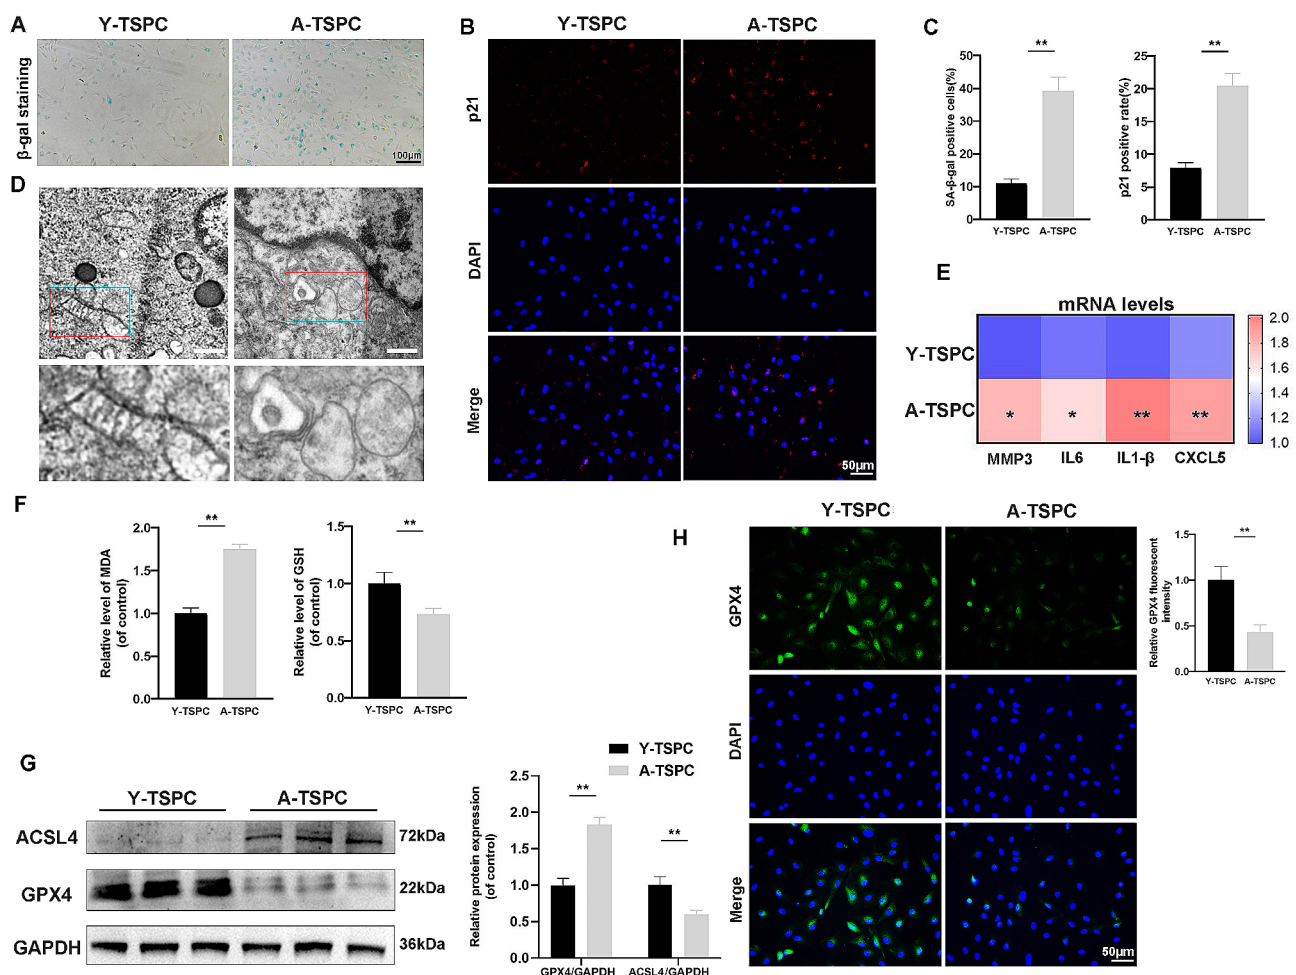 A
Y-TSPC
A-TSPC
β-gal staining
100μm
B
Y-TSPC
A-TSPC
p21
DAPI
Merge
50μm
C
**
SA-β-gal positive cells(%)
50
40
30
20
10
0
Y-TSPC
A-TSPC
**
p21 positive rate(%)
25
20
15
10
5
0
Y-TSPC
A-TSPC
D
E
mRNA levels
Y-TSPC
A-TSPC
*
*
**
**
MMP3
IL6
IL1-β
CXCL5
2.0
1.8
1.6
1.5
1.4
1.2
1.0
F
**
Relative level of MDA
(of control)
2.0
1.5
1.0
0.5
0.0
Y-TSPC
A-TSPC
**
Relative level of GSH
(of control)
1.5
1.0
0.5
0.0
Y-TSPC
A-TSPC
G
Y-TSPC
A-TSPC
ACSL4
72kDa
GPX4
22kDa
GAPDH
36kDa
Y-TSPC
A-TSPC
**
**
Relative protein expression
(of control)
2.5
2.0
1.5
1.0
0.5
0.0
GPX4/GAPDH
ACSL4/GAPDH
H
Y-TSPC
A-TSPC
GPX4
DAPI
Merge
50μm
**
Relative GPX4 fluorescent
intensity
1.5
1.0
0.5
0.0
Y-TSPC
A-TSPC